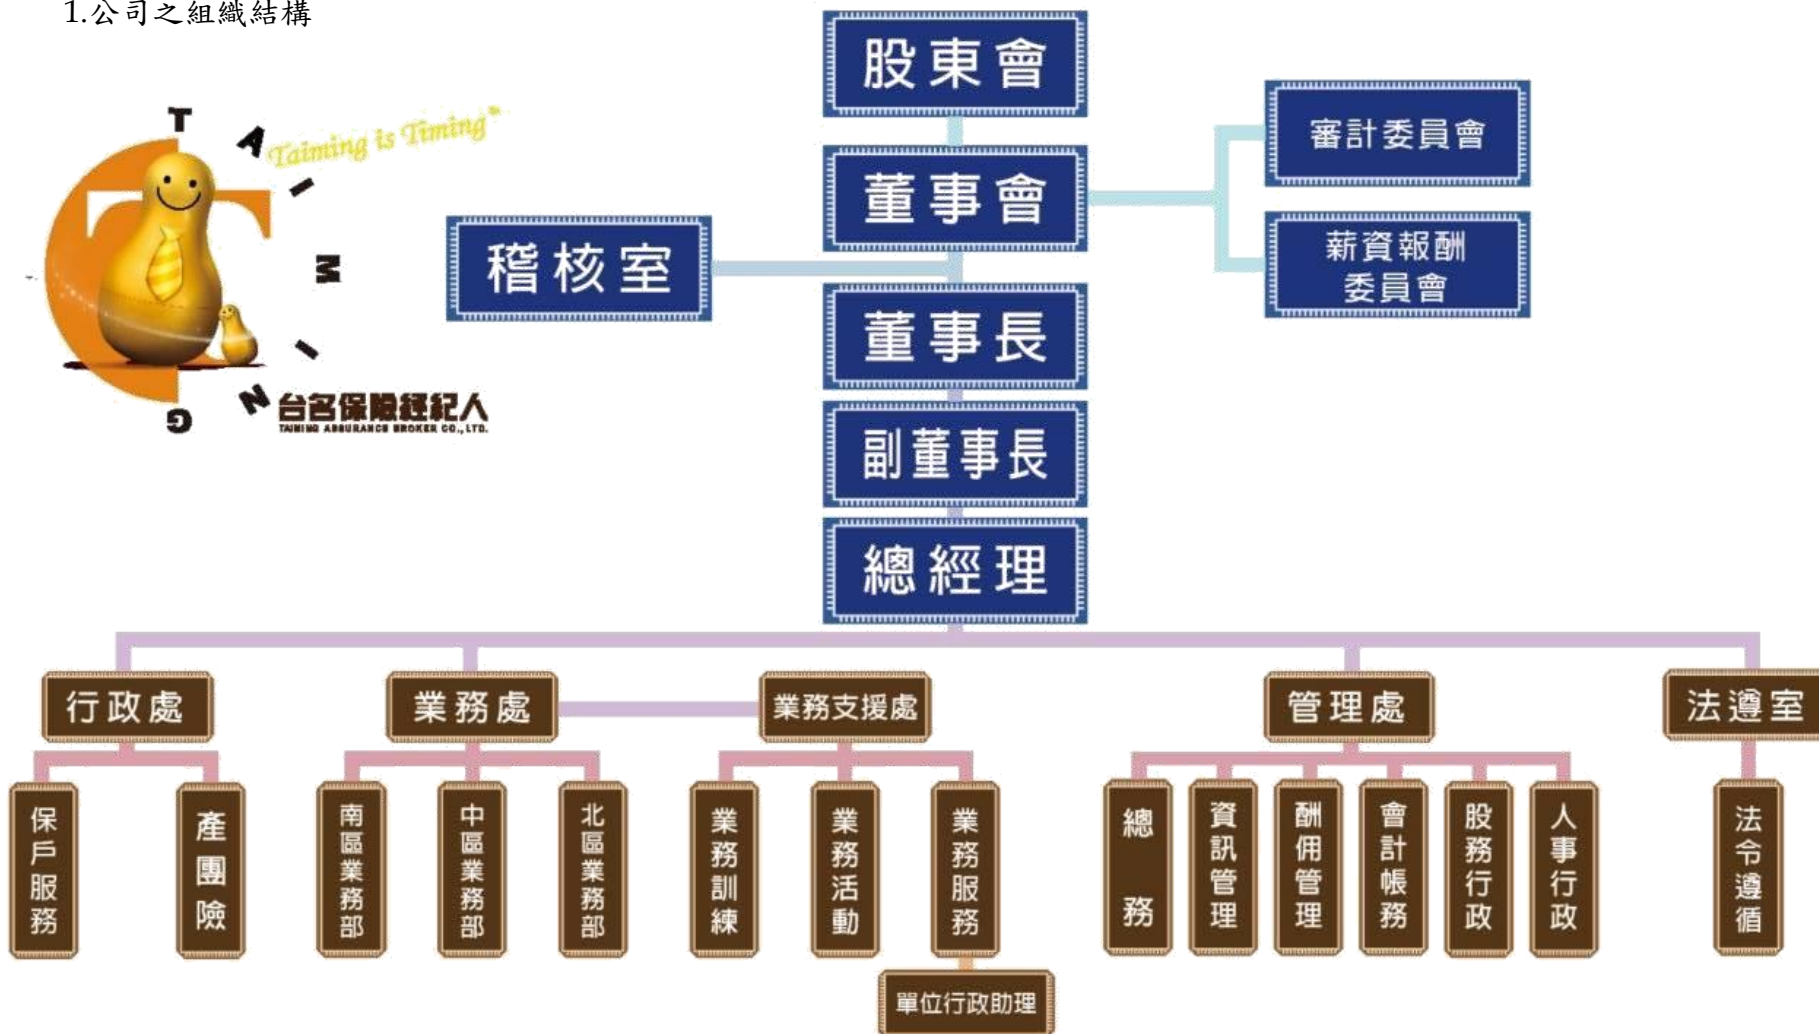 1.公司之組織結構
股東會
審計委員會
董事會
薪資報酬
委員會
稽核室
董事長
副董事長
總經理
TAIMING
Taiming is Timing
台名保險經紀人
TAIMING ASSURANCE BROKER CO., LTD.
行政處
業務處
業務支援處
管理處
法遵室
保戶服務
產團險
南區業務部
中區業務部
北區業務部
業務訓練
業務活動
業務服務
總務
資訊管理
酬佣管理
會計帳務
股務行政
人事行政
法令遵循
單位行政助理